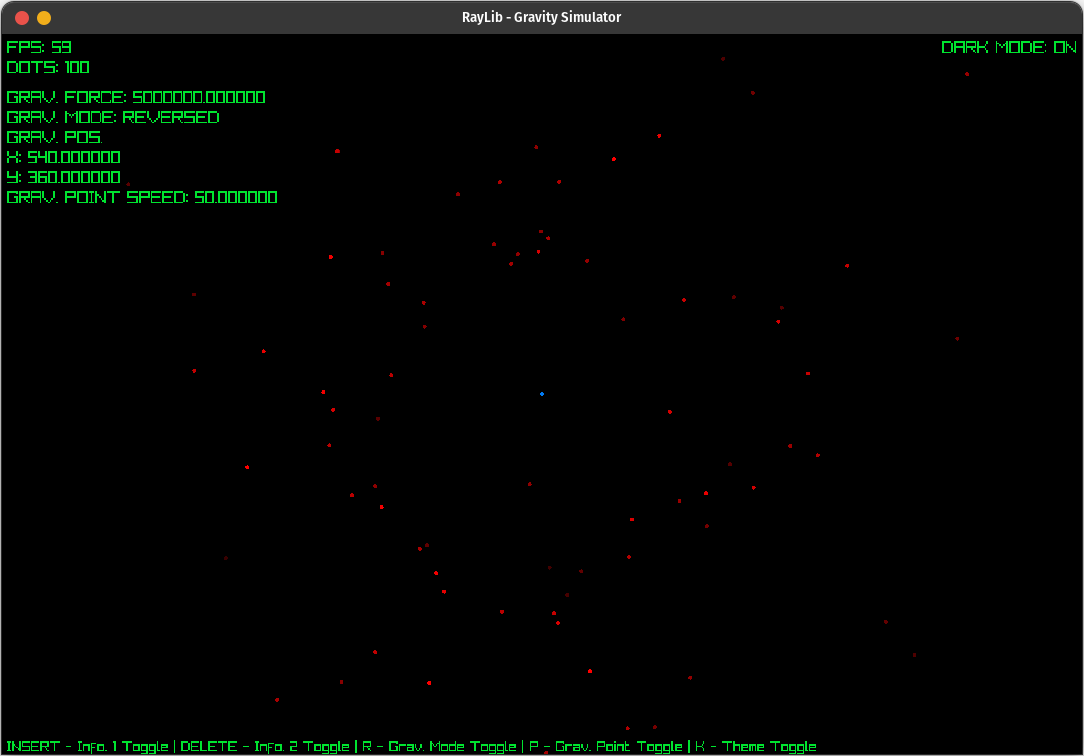 RayLib - Gravity Simulator
FPS: 59
DARK MODE: ON
DOTS: 100
GRAV. FORCE: 5000000.000000
GRAV. MODE: REVERSED
GRAV. POS.
X: 540.000000
Y: 360.000000
GRAV. POINT SPEED: 50.000000
INSERT - Info. 1 Toggle | DELETE - Info. 2 Toggle | R - Grav. Mode Toggle | P - Grav. Point Toggle | K - Theme Toggle